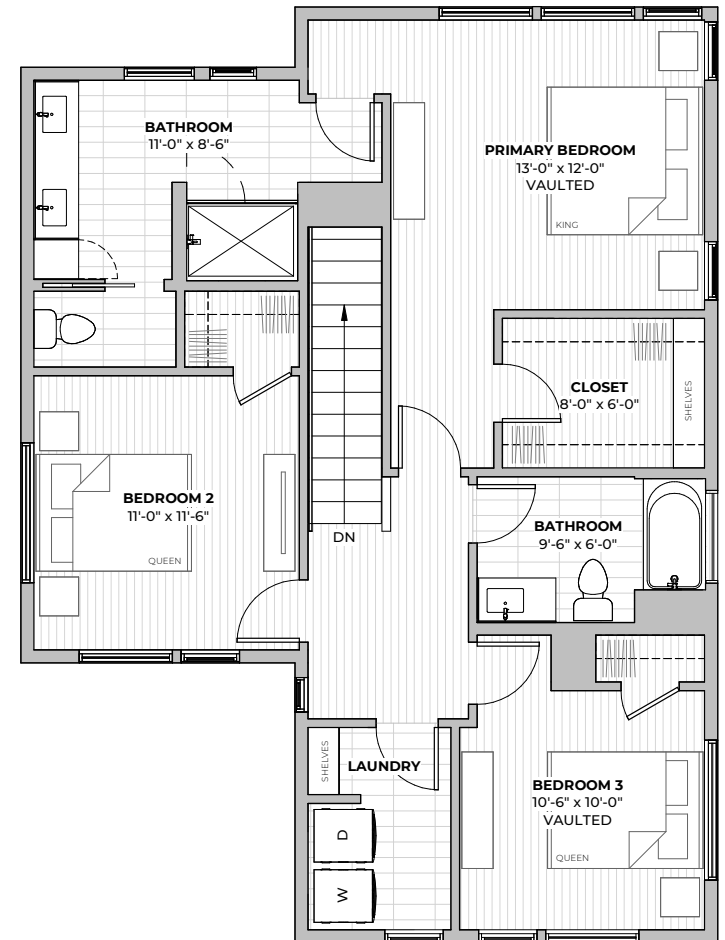 BATHROOM
11'-0" x 8'-6"
PRIMARY BEDROOM
13'-0" x 12'-0"
VAULTED
KING
CLOSET
8'-0" x 6'-0"
SHELVES
BEDROOM 2
11'-0" x 11'-6"
QUEEN
DN
BATHROOM
9'-6" x 6'-0"
SHELVES
LAUNDRY
D
W
BEDROOM 3
10'-6" x 10'-0"
VAULTED
QUEEN